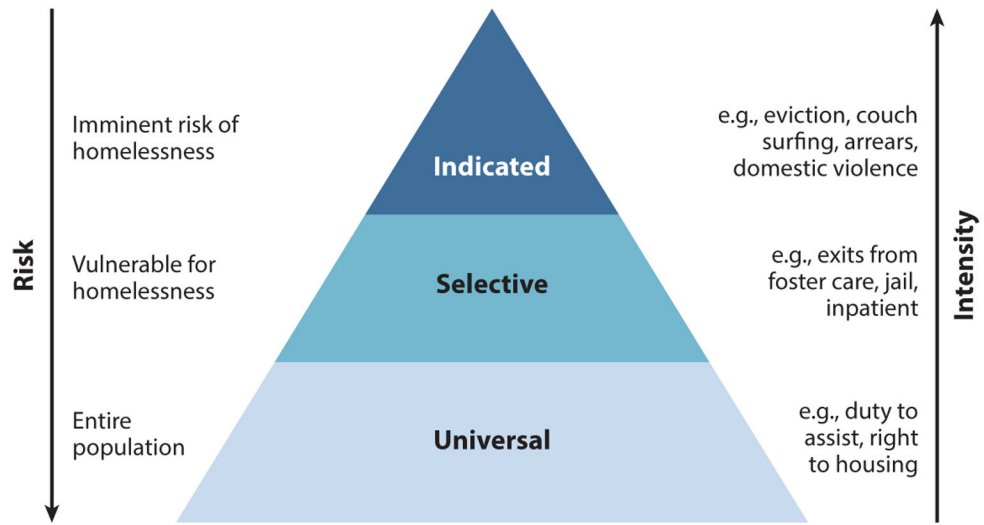 Risk
Imminent risk of
homelessness
Indicated
e.g., eviction, couch
surfing, arrears,
domestic violence
Vulnerable for
homelessness
Selective
e.g., exits from
foster care, jail,
inpatient
Entire
population
Universal
e.g., duty to
assist, right
to housing
Intensity